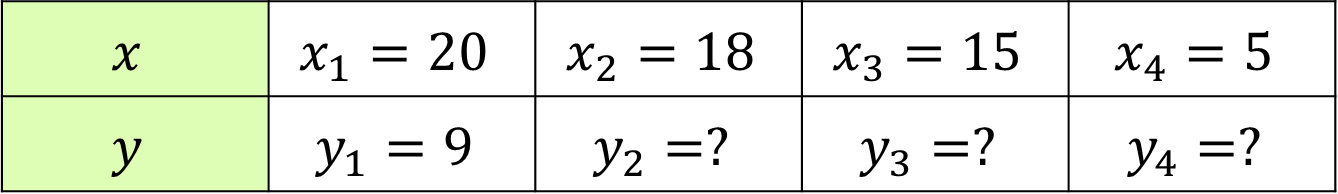 x x₁ = 20 x₂ = 18 x₃ = 15 x₄ = 5
y y₁ = 9 y₂ =? y₃ =? y₄ =?